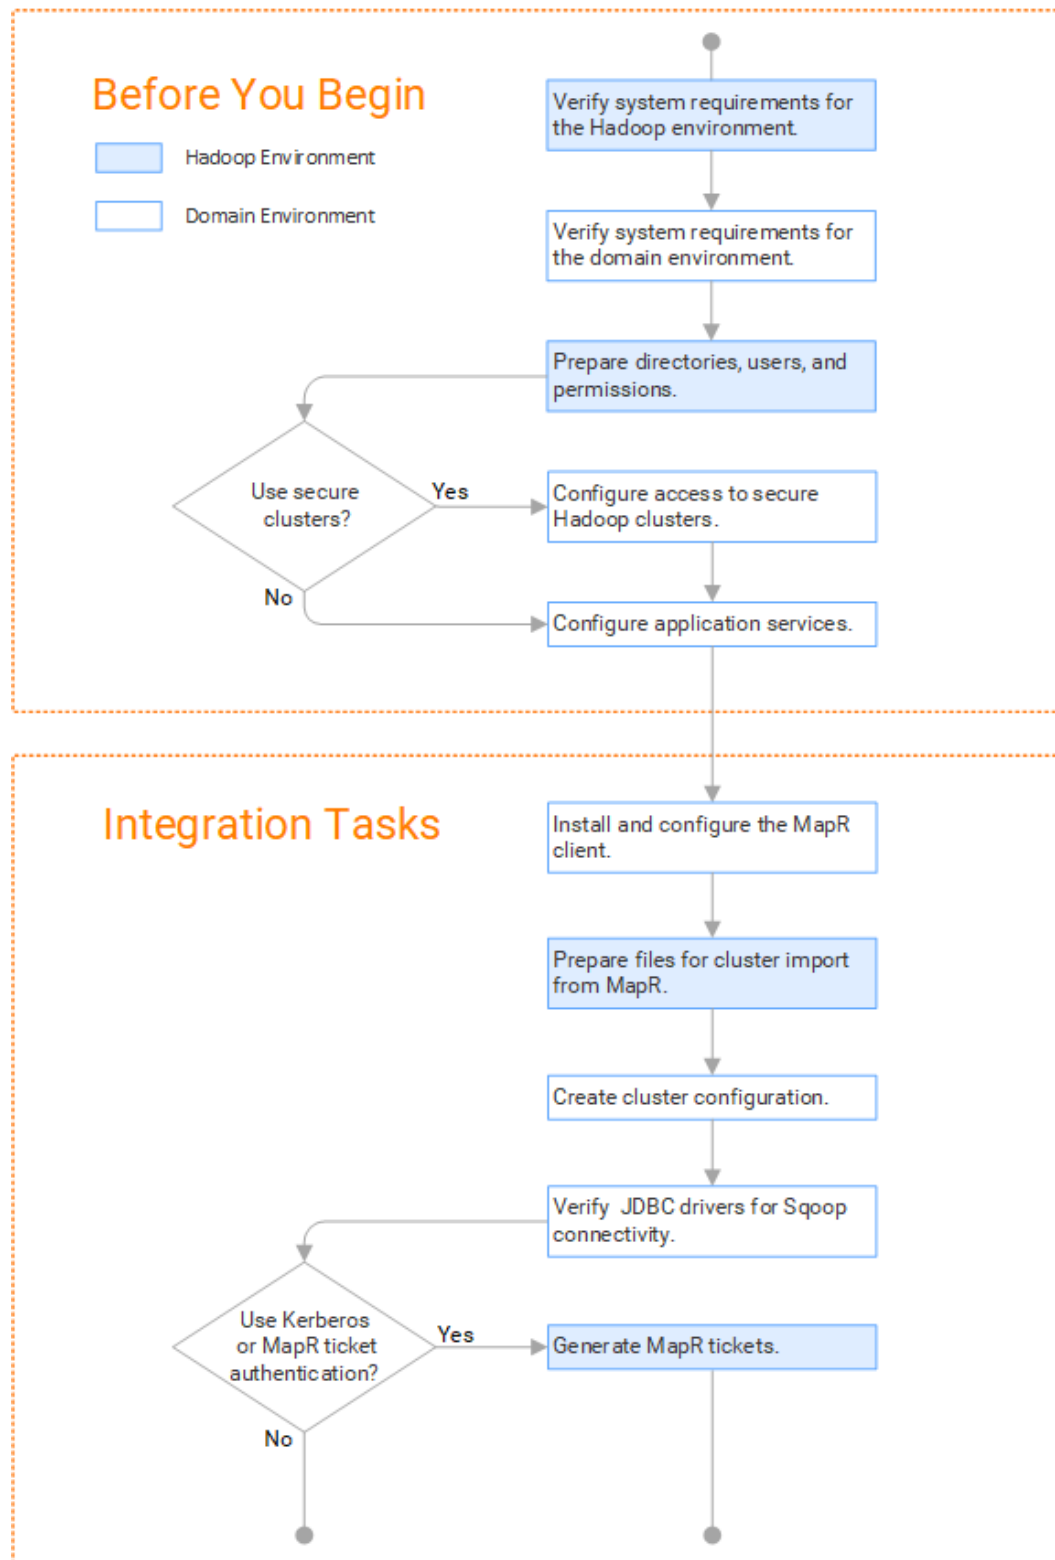 Before You Begin
Hadoop Environment
Domain Environment
Verify system requirements for
the Hadoop environment.
Verify system requirements for
the domain environment.
Prepare directories, users, and
permissions.
Use secure
clusters?
Yes
No
Configure access to secure
Hadoop clusters.
Configure application services.
Integration Tasks
Install and configure the MapR
client.
Prepare files for cluster import
from MapR.
Create cluster configuration.
Verify  JDBC drivers for Sqoop
connectivity.
Use Kerberos
or MapR ticket
authentication?
Yes
No
Generate MapR tickets.